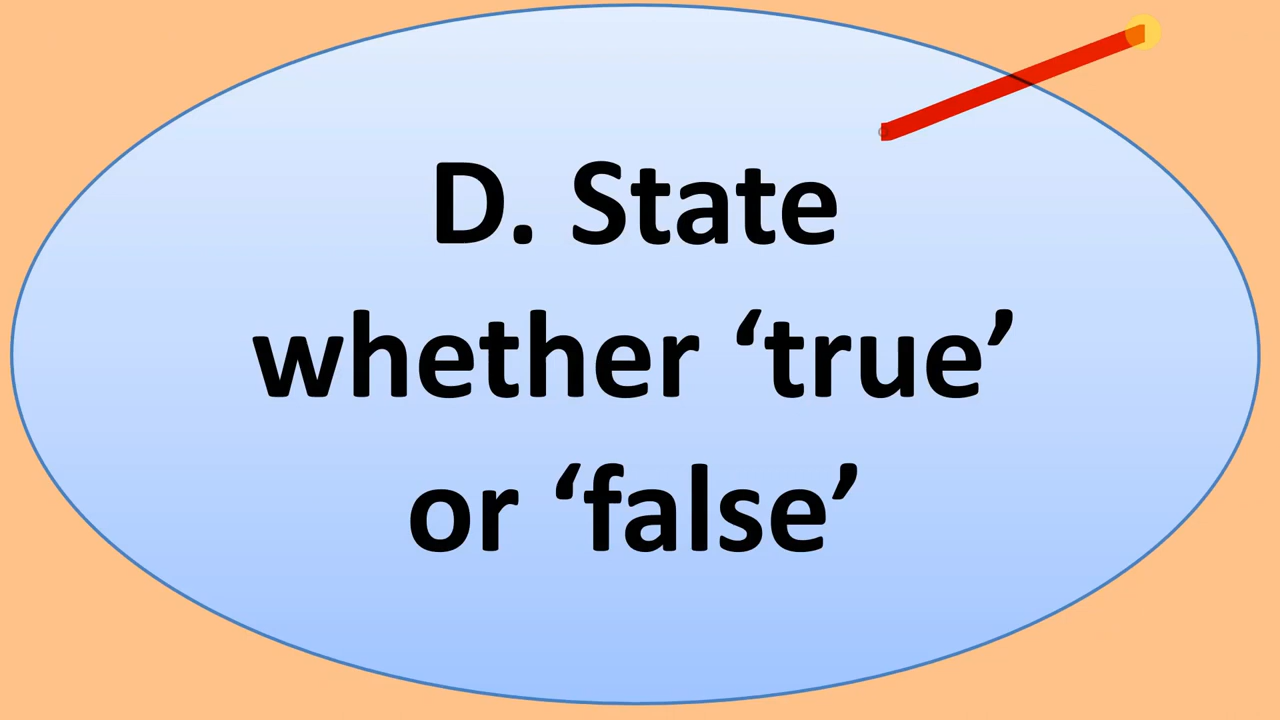 D. State
whether ‘true’
or ‘false’